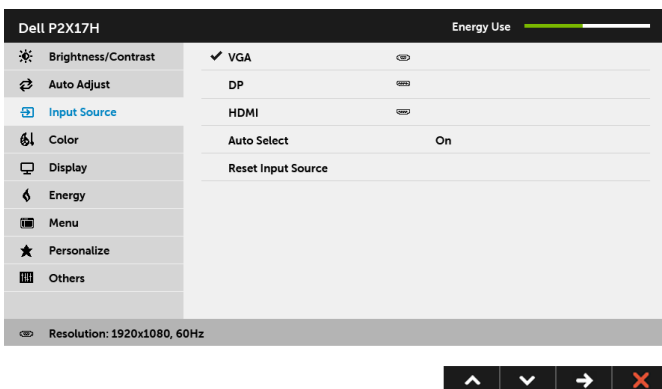 Dell P2X17H Energy Use
Brightness/Contrast VGA
Auto Adjust DP
Input Source HDMI
Color Auto Select On
Display Reset Input Source
Energy
Menu
Personalize
Others
Resolution: 1920x1080, 60Hz